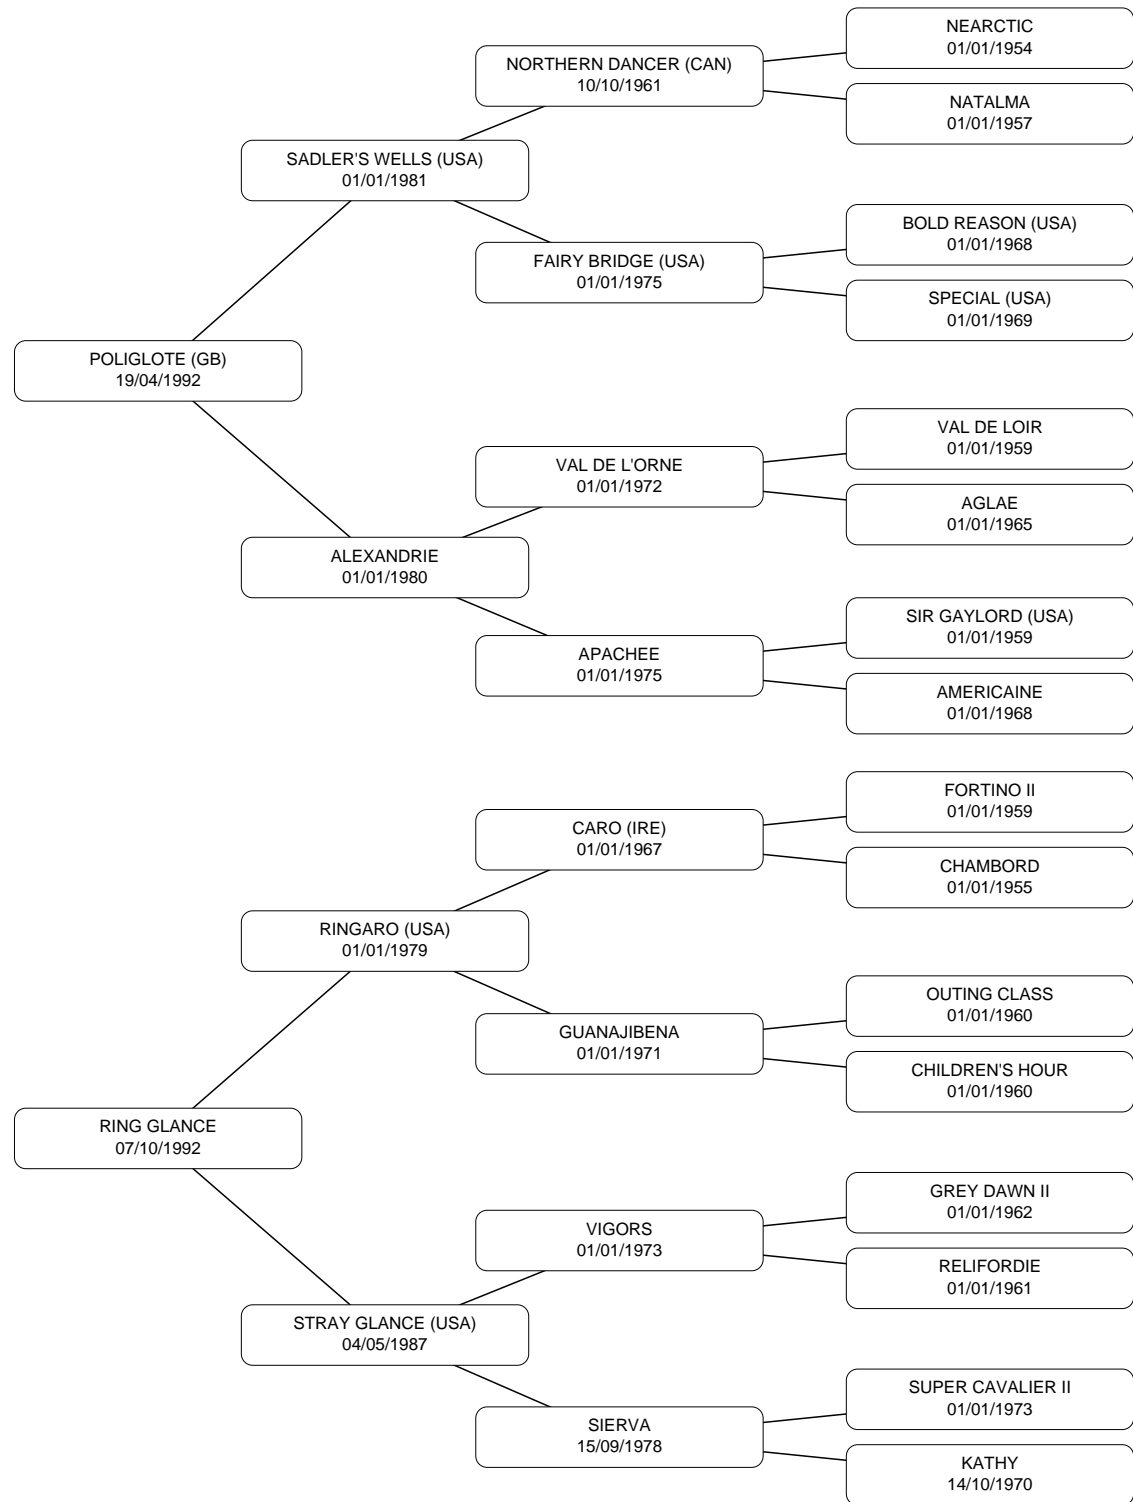 NEARCTIC
01/01/1954
NORTHERN DANCER (CAN)
10/10/1961
NATALMA
01/01/1957
SADLER'S WELLS (USA)
01/01/1981
BOLD REASON (USA)
01/01/1968
FAIRY BRIDGE (USA)
01/01/1975
SPECIAL (USA)
01/01/1969
POLIGLOTE (GB)
19/04/1992
VAL DE LOIR
01/01/1959
VAL DE L'ORNE
01/01/1972
AGLAE
01/01/1965
ALEXANDRIE
01/01/1980
SIR GAYLORD (USA)
01/01/1959
APACHEE
01/01/1975
AMERICAINE
01/01/1968
FORTINO II
01/01/1959
CARO (IRE)
01/01/1967
CHAMBORD
01/01/1955
RINGARO (USA)
01/01/1979
OUTING CLASS
01/01/1960
GUANAJIBENA
01/01/1971
CHILDREN'S HOUR
01/01/1960
RING GLANCE
07/10/1992
GREY DAWN II
01/01/1962
VIGORS
01/01/1973
RELIFORDIE
01/01/1961
STRAY GLANCE (USA)
04/05/1987
SUPER CAVALIER II
01/01/1973
SIERVA
15/09/1978
KATHY
14/10/1970